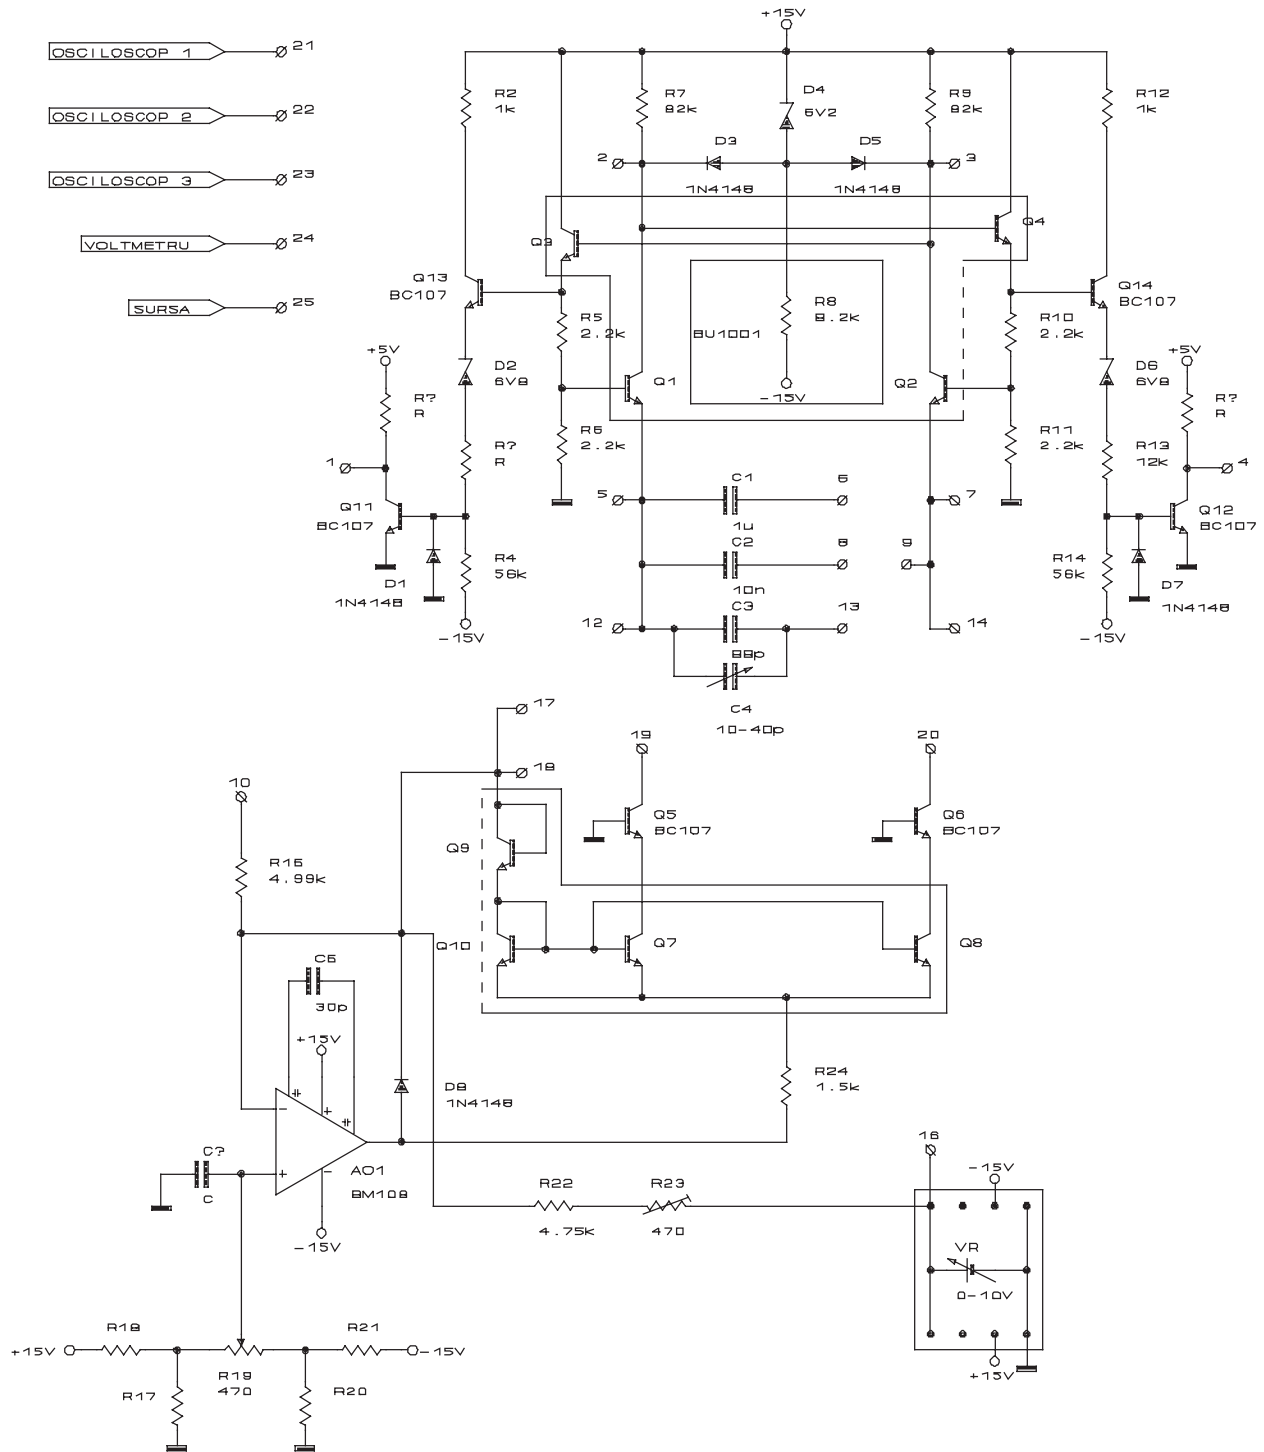 +15V
OSCILOSCOP 1
21
OSCILOSCOP 2
22
OSCILOSCOP 3
23
VOLTMETRU
24
SURSA
25
R2
1k
R7
82k
D4
6V2
R9
82k
R12
1k
2
D3
1N4148
D5
1N4148
3
Q3
Q4
Q13
BC107
Q14
BC107
R5
2.2k
BU1001
R8
8.2k
-15V
R10
2.2k
+5V
R?
R
D2
6V8
Q1
Q2
D6
6V8
+5V
R?
R
1
R?
R
R6
2.2k
R11
2.2k
R13
12k
4
Q11
BC107
5
C1
1u
6
7
Q12
BC107
D1
1N4148
R4
56k
-15V
C2
10n
8
9
R14
56k
-15V
D7
1N4148
12
C3
13
14
C4
10-40p
17
18
19
20
10
Q9
Q5
BC107
Q6
BC107
R15
4.99k
Q10
Q7
Q8
C5
30p
+15V
D8
1N4148
R24
1.5k
C?
C
AO1
-15V
R22
4.75k
R23
470
16
-15V
VR
0-10V
+15V
+15V
R18
R19
470
R21
-15V
R17
R20